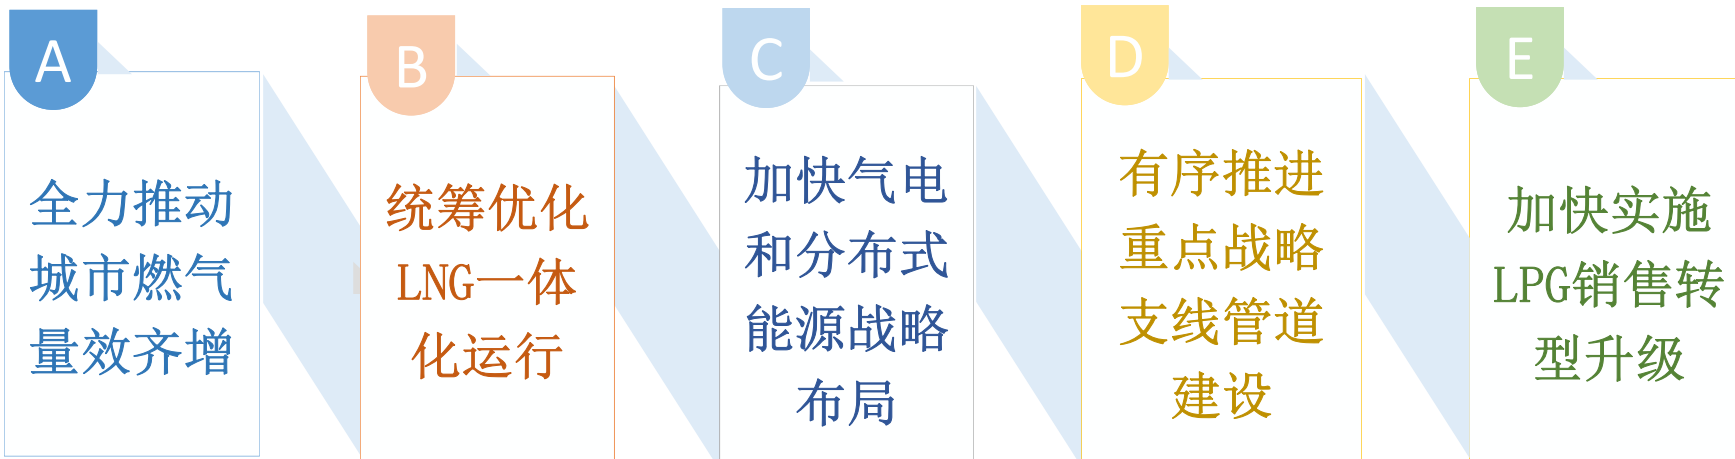 A
全力推动
城市燃气
量效齐增
B
统筹优化
LNG一体
化运行
C
加快气电
和分布式
能源战略
布局
D
有序推进
重点战略
支线管道
建设
E
加快实施
LPG销售转
型升级